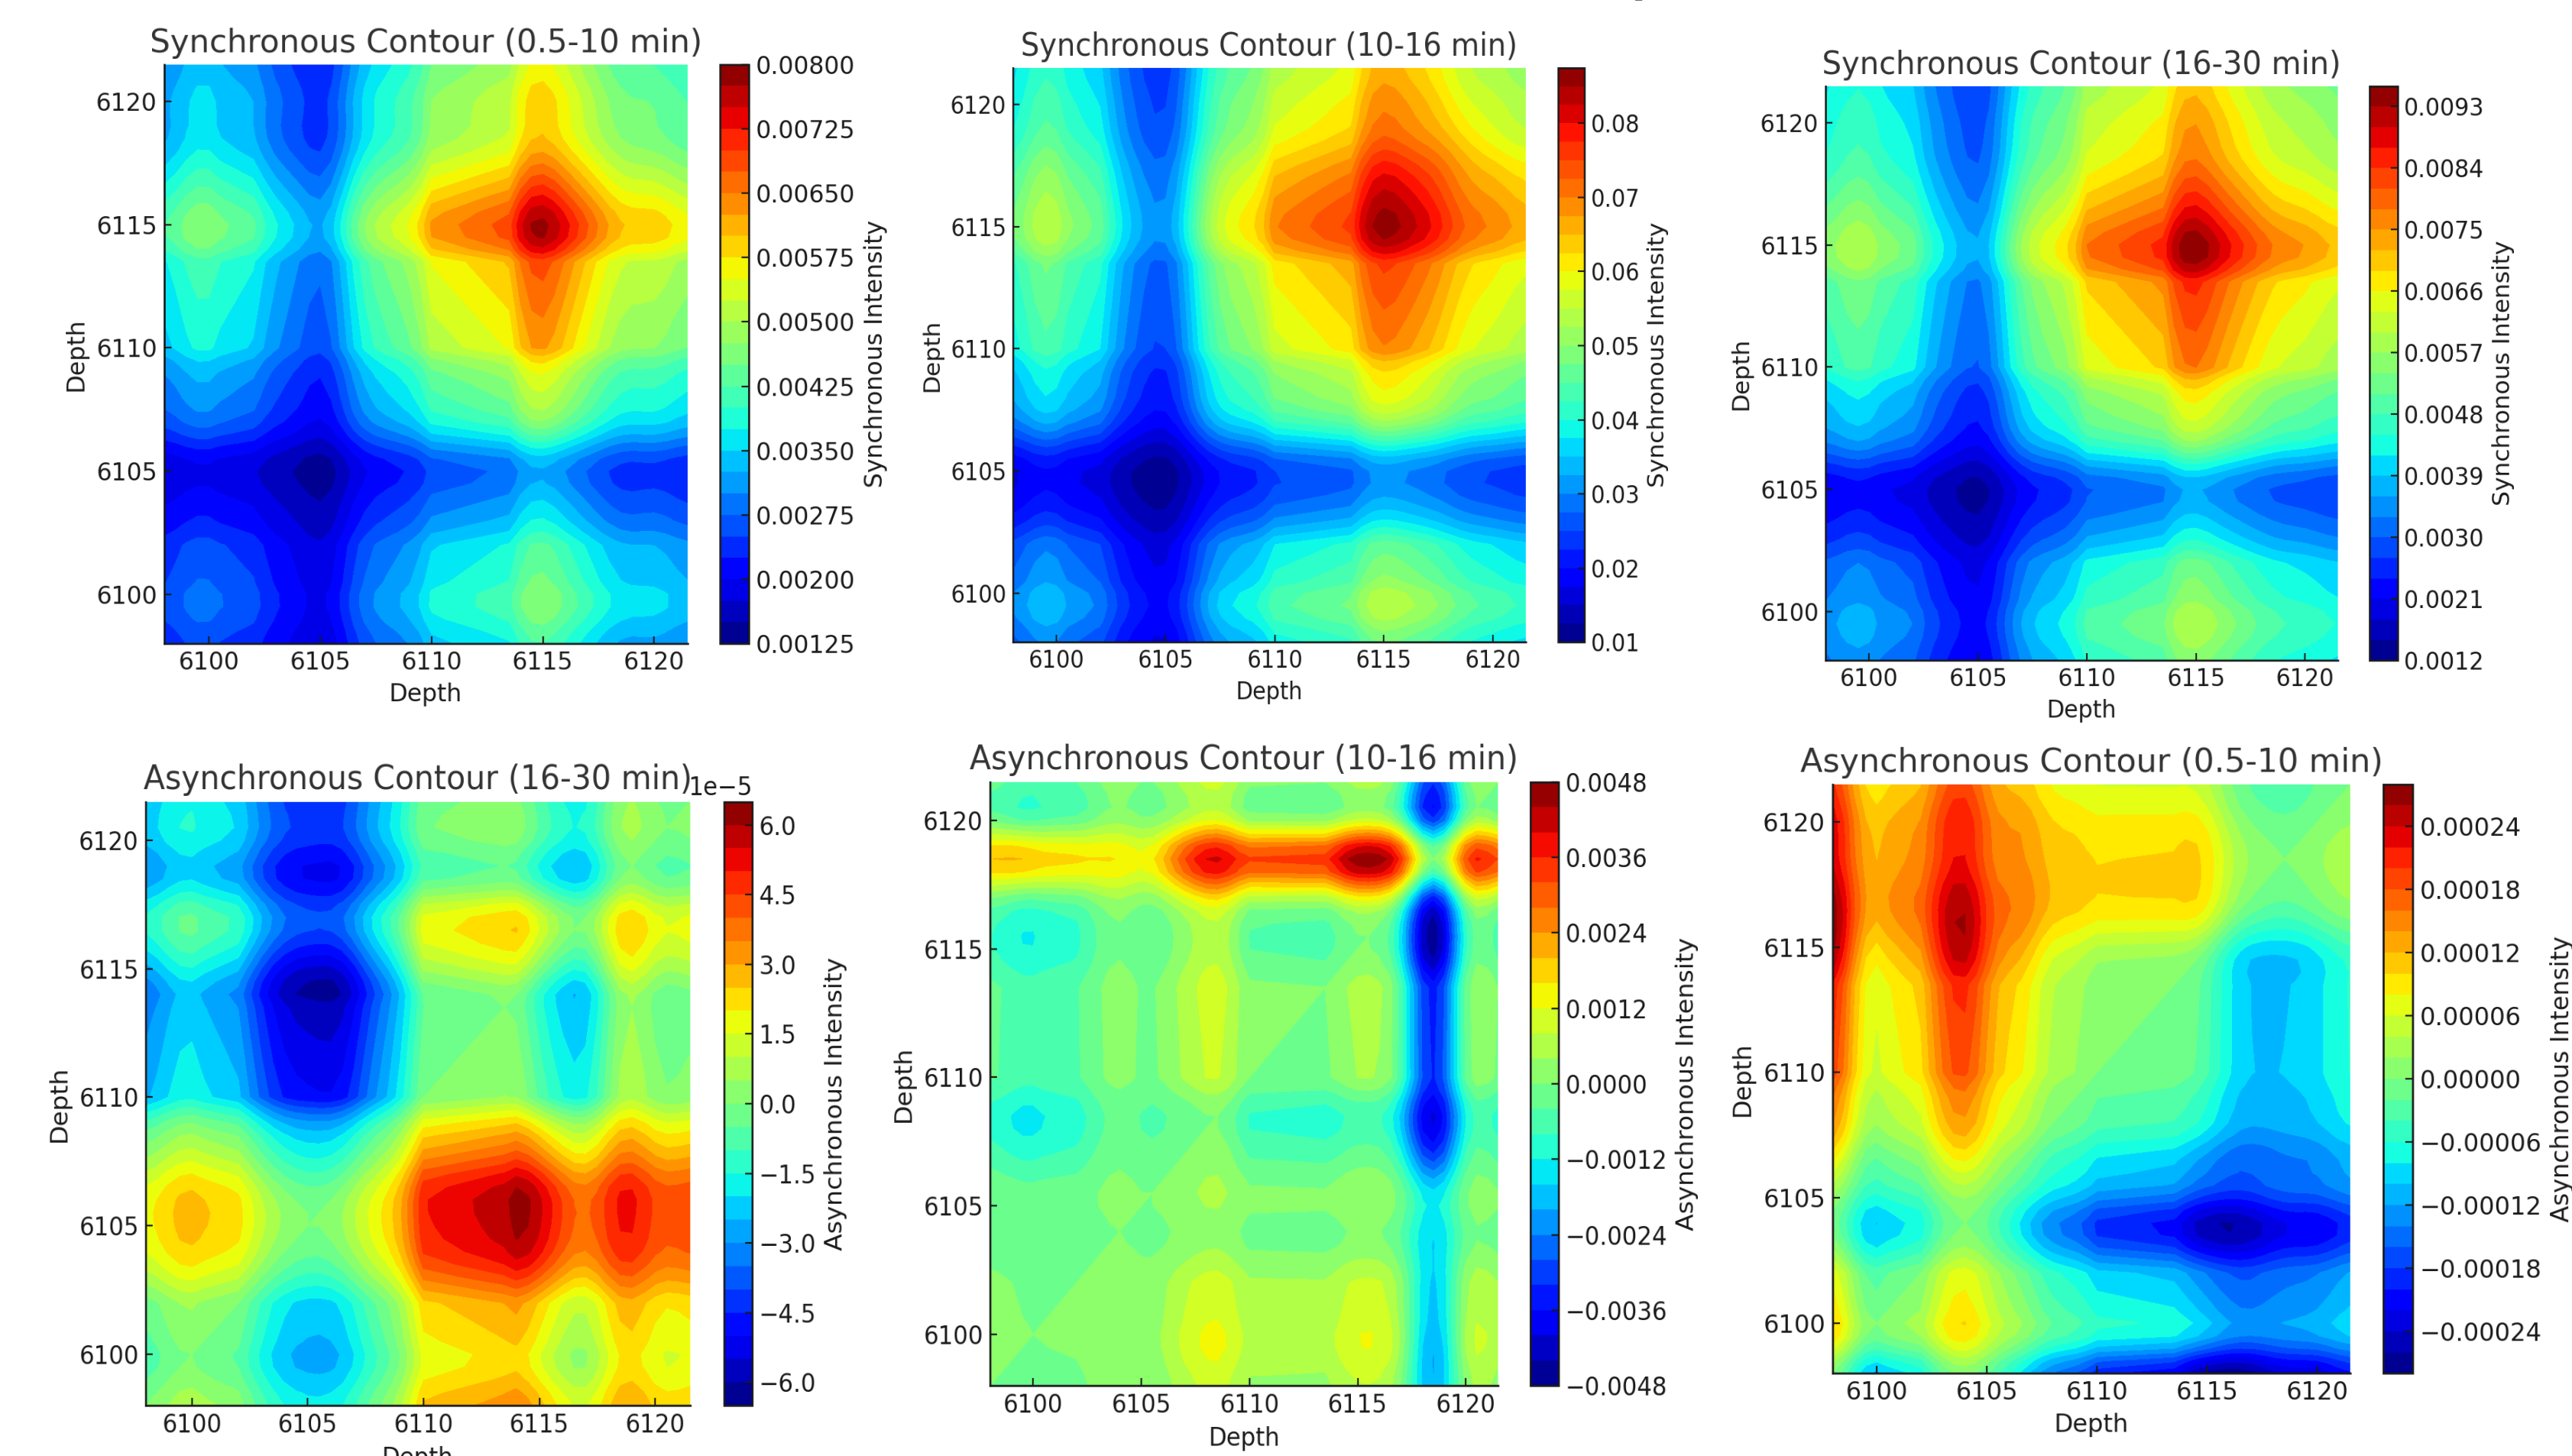 Synchronous Contour (0.5-10 min)
6120
6115
6110
6105
6100
Depth
6100 6105 6110 6115 6120
Depth
0.00800
0.00725
0.00650
0.00575
0.00500
0.00425
0.00350
0.00275
0.00200
0.00125
Synchronous Intensity
Synchronous Contour (10-16 min)
6120
6115
6110
6105
6100
Depth
6100 6105 6110 6115 6120
Depth
0.08
0.07
0.06
0.05
0.04
0.03
0.02
0.01
Synchronous Intensity
Synchronous Contour (16-30 min)
6120
6115
6110
6105
6100
Depth
6100 6105 6110 6115 6120
Depth
0.0093
0.0084
0.0075
0.0066
0.0057
0.0048
0.0039
0.0030
0.0021
0.0012
Synchronous Intensity
Asynchronous Contour (16-30 min)
1e−5
6120
6115
6110
6105
6100
Depth
6100 6105 6110 6115 6120
Depth
6.0
4.5
3.0
1.5
0.0
−1.5
−3.0
−4.5
−6.0
Asynchronous Intensity
Asynchronous Contour (10-16 min)
6120
6115
6110
6105
6100
Depth
6100 6105 6110 6115 6120
Depth
0.0048
0.0036
0.0024
0.0012
0.0000
−0.0012
−0.0024
−0.0036
−0.0048
Asynchronous Intensity
Asynchronous Contour (0.5-10 min)
6120
6115
6110
6105
6100
Depth
6100 6105 6110 6115 6120
Depth
0.00024
0.00018
0.00012
0.00006
0.00000
−0.00006
−0.00012
−0.00018
−0.00024
Asynchronous Intensity